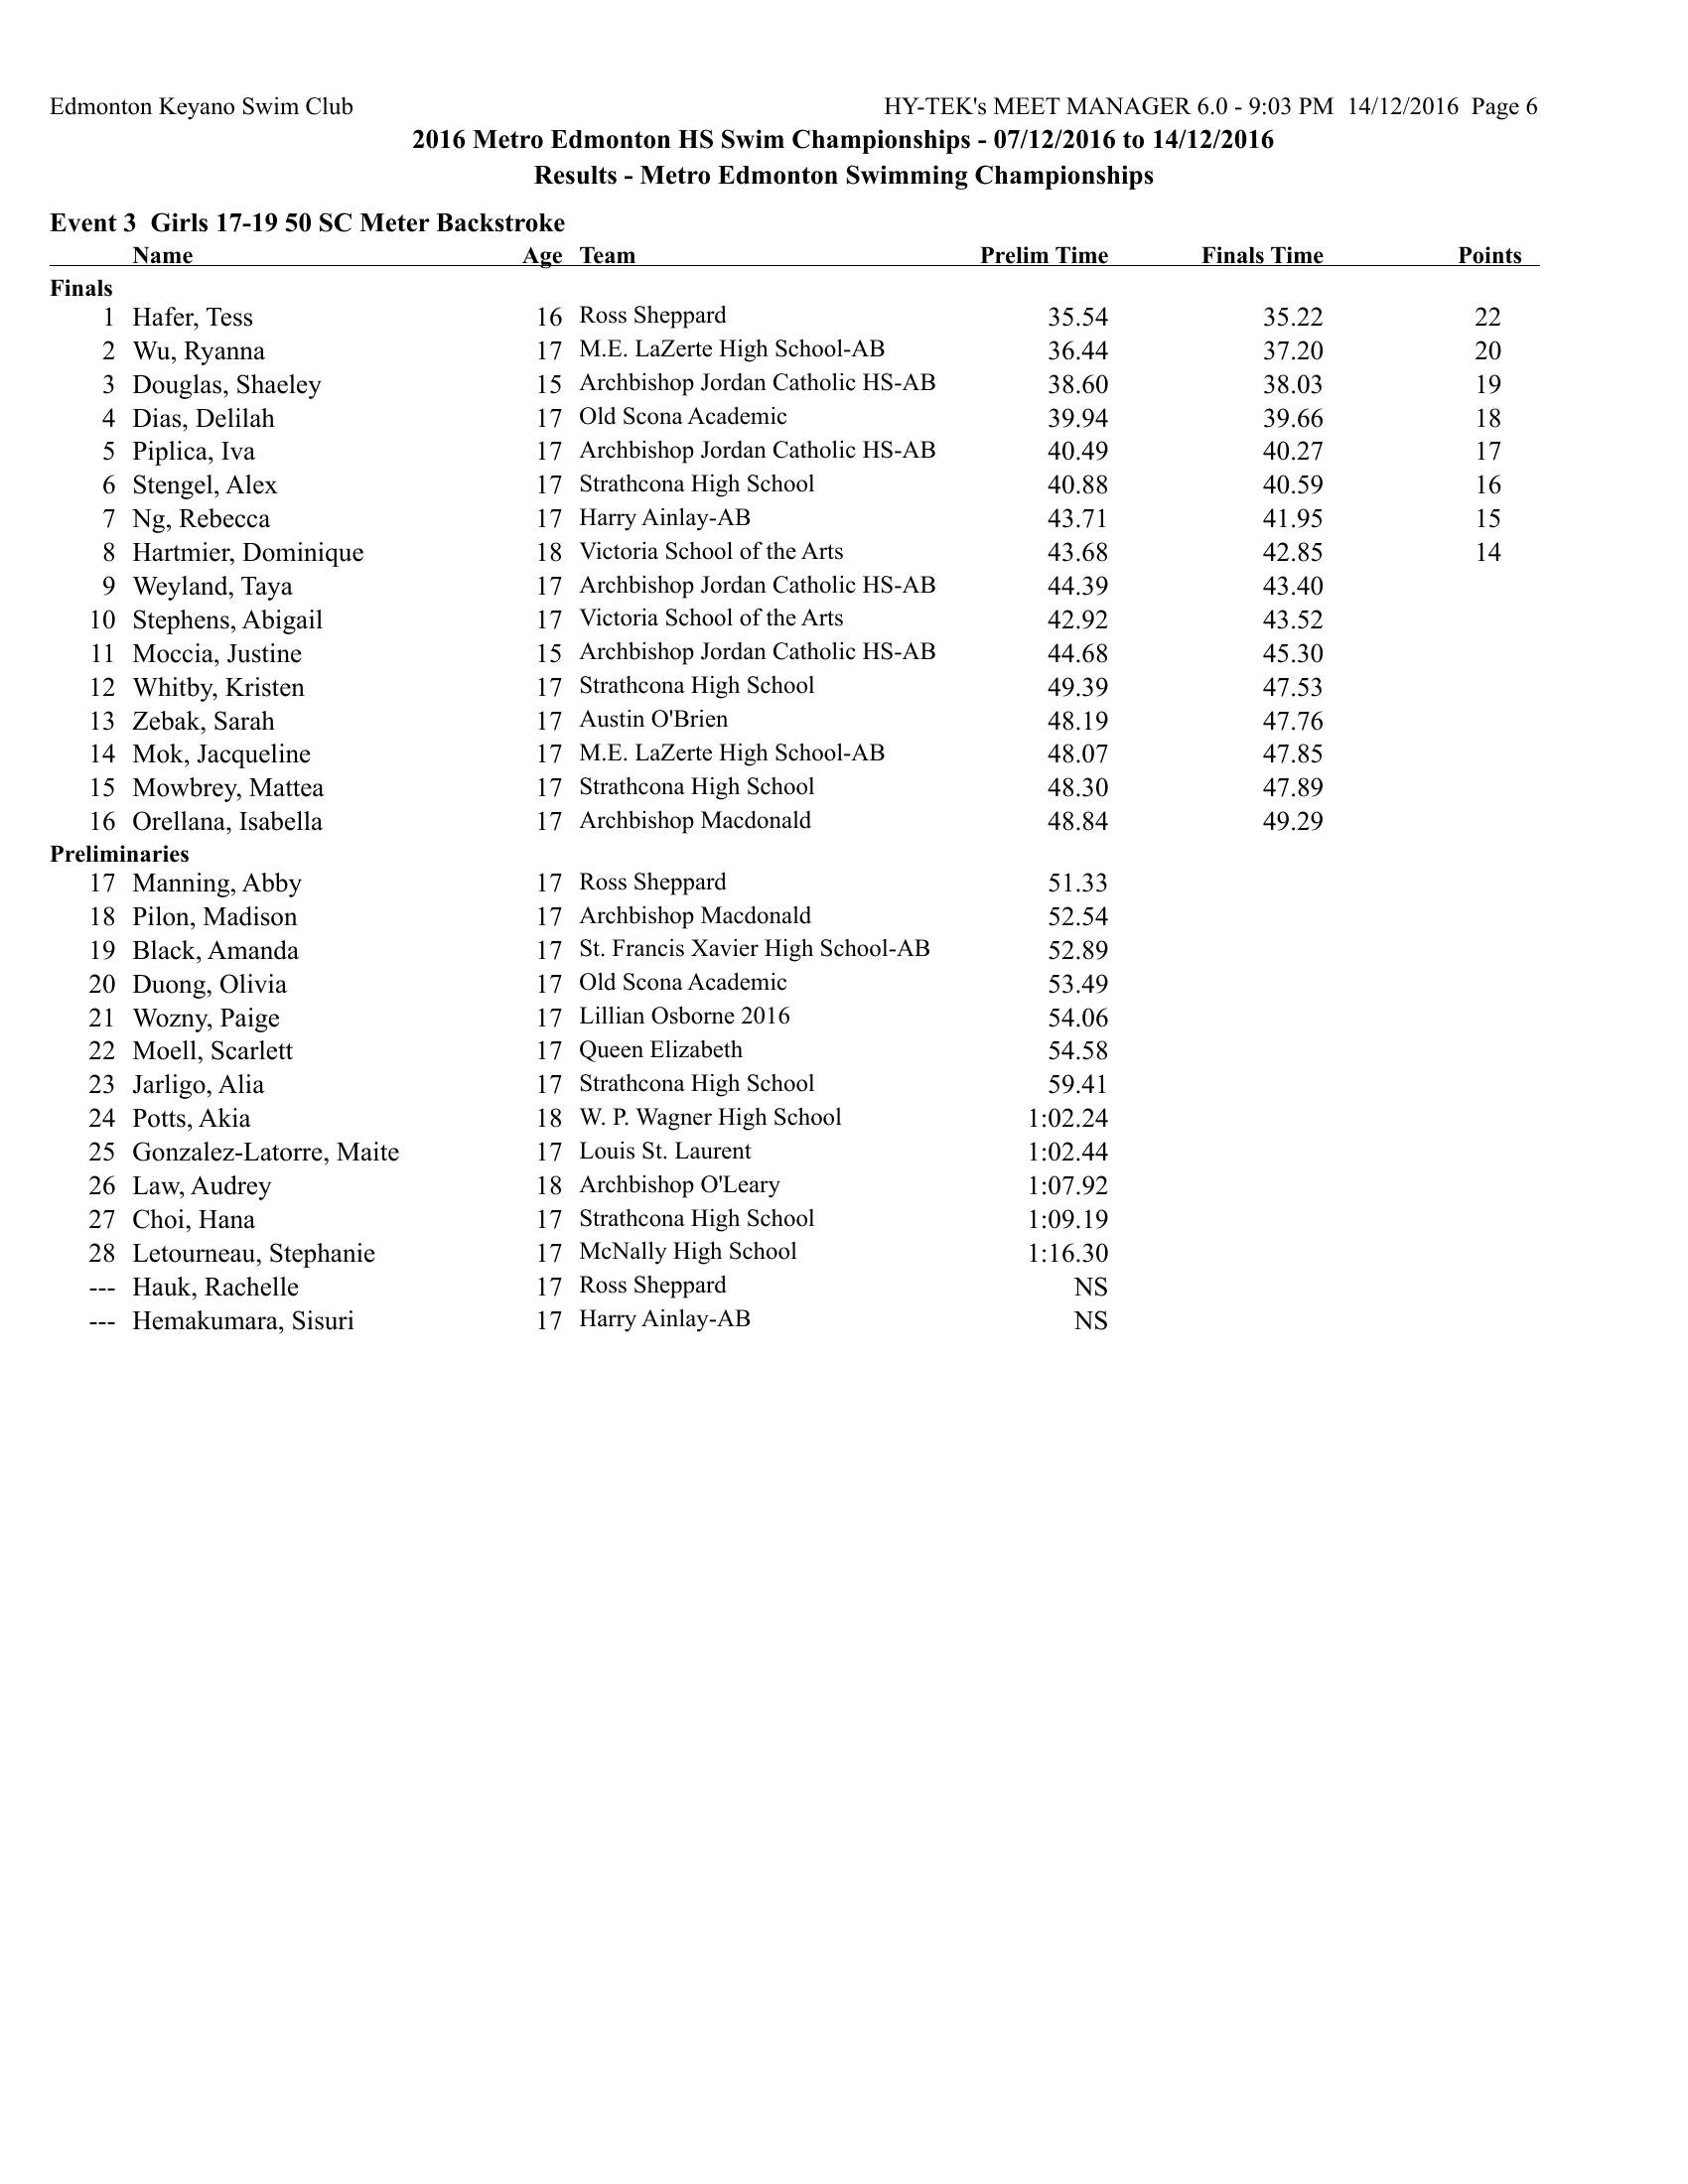 Edmonton Keyano Swim Club HY-TEK's MEET MANAGER 6.0 - 9:03 PM 14/12/2016 Page 6
2016 Metro Edmonton HS Swim Championships - 07/12/2016 to 14/12/2016
Results - Metro Edmonton Swimming Championships
Event 3 Girls 17-19 50 SC Meter Backstroke
Name Age Team Prelim Time Finals Time Points
Finals
1 Hafer, Tess 16 Ross Sheppard 35.54 35.22 22
2 Wu, Ryanna 17 M.E. LaZerte High School-AB 36.44 37.20 20
3 Douglas, Shaeley 15 Archbishop Jordan Catholic HS-AB 38.60 38.03 19
4 Dias, Delilah 17 Old Scona Academic 39.94 39.66 18
5 Piplica, Iva 17 Archbishop Jordan Catholic HS-AB 40.49 40.27 17
6 Stengel, Alex 17 Strathcona High School 40.88 40.59 16
7 Ng, Rebecca 17 Harry Ainlay-AB 43.71 41.95 15
8 Hartmier, Dominique 18 Victoria School of the Arts 43.68 42.85 14
9 Weyland, Taya 17 Archbishop Jordan Catholic HS-AB 44.39 43.40
10 Stephens, Abigail 17 Victoria School of the Arts 42.92 43.52
11 Moccia, Justine 15 Archbishop Jordan Catholic HS-AB 44.68 45.30
12 Whitby, Kristen 17 Strathcona High School 49.39 47.53
13 Zebak, Sarah 17 Austin O'Brien 48.19 47.76
14 Mok, Jacqueline 17 M.E. LaZerte High School-AB 48.07 47.85
15 Mowbrey, Mattea 17 Strathcona High School 48.30 47.89
16 Orellana, Isabella 17 Archbishop Macdonald 48.84 49.29
Preliminaries
17 Manning, Abby 17 Ross Sheppard 51.33
18 Pilon, Madison 17 Archbishop Macdonald 52.54
19 Black, Amanda 17 St. Francis Xavier High School-AB 52.89
20 Duong, Olivia 17 Old Scona Academic 53.49
21 Wozny, Paige 17 Lillian Osborne 2016 54.06
22 Moell, Scarlett 17 Queen Elizabeth 54.58
23 Jarligo, Alia 17 Strathcona High School 59.41
24 Potts, Akia 18 W. P. Wagner High School 1:02.24
25 Gonzalez-Latorre, Maite 17 Louis St. Laurent 1:02.44
26 Law, Audrey 18 Archbishop O'Leary 1:07.92
27 Choi, Hana 17 Strathcona High School 1:09.19
28 Letourneau, Stephanie 17 McNally High School 1:16.30
--- Hauk, Rachelle 17 Ross Sheppard NS
--- Hemakumara, Sisuri 17 Harry Ainlay-AB NS